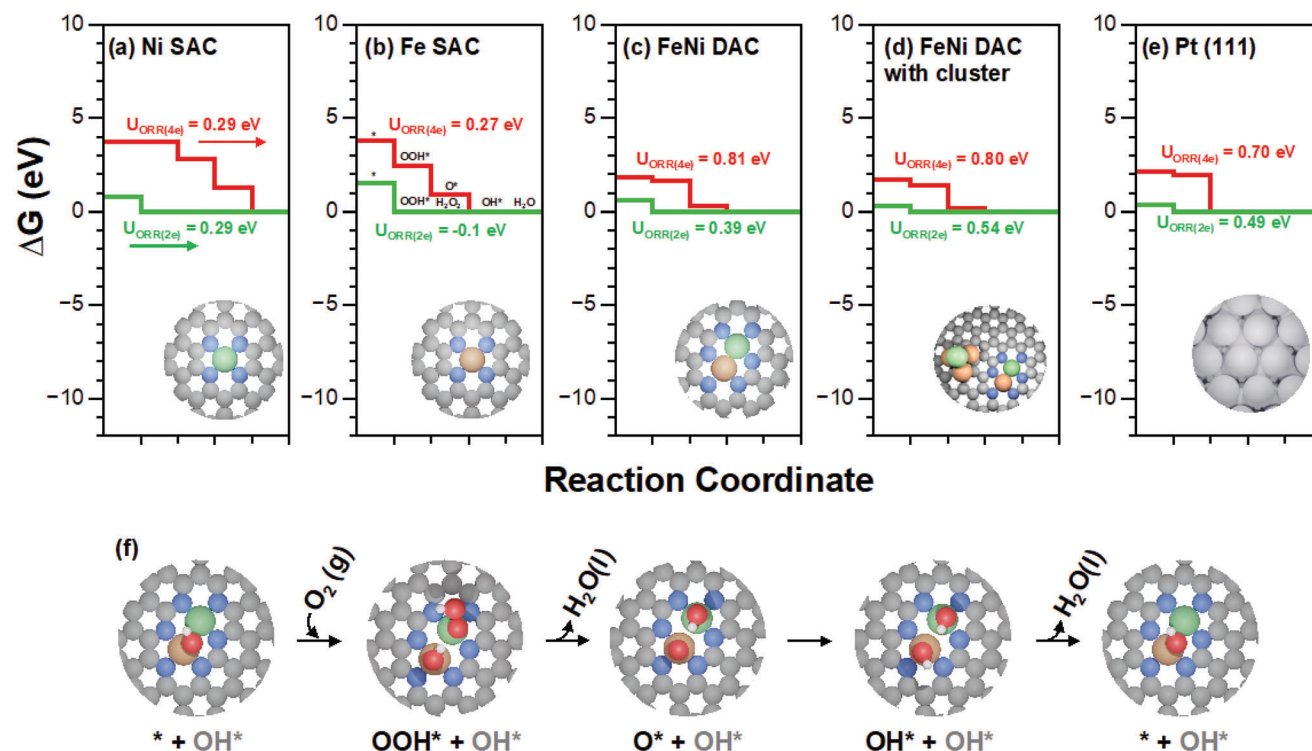 (a) Ni SAC
(b) Fe SAC
(c) FeNi DAC
(d) FeNi DAC
with cluster
(e) Pt (111)
ΔG (eV)
10
5
0
−5
−10
U_ORR(4e) = 0.29 eV
U_ORR(2e) = 0.29 eV
10
5
0
−5
−10
U_ORR(4e) = 0.27 eV
*
OOH*
O*
*
OOH* H₂O₂ OH* H₂O
U_ORR(2e) = -0.1 eV
10
5
0
−5
−10
U_ORR(4e) = 0.81 eV
U_ORR(2e) = 0.39 eV
10
5
0
−5
−10
U_ORR(4e) = 0.80 eV
U_ORR(2e) = 0.54 eV
10
5
0
−5
−10
U_ORR(4e) = 0.70 eV
U_ORR(2e) = 0.49 eV
Reaction Coordinate
(f)
O₂ (g)
H₂O(l)
H₂O(l)
* + OH*
OOH* + OH*
O* + OH*
OH* + OH*
* + OH*